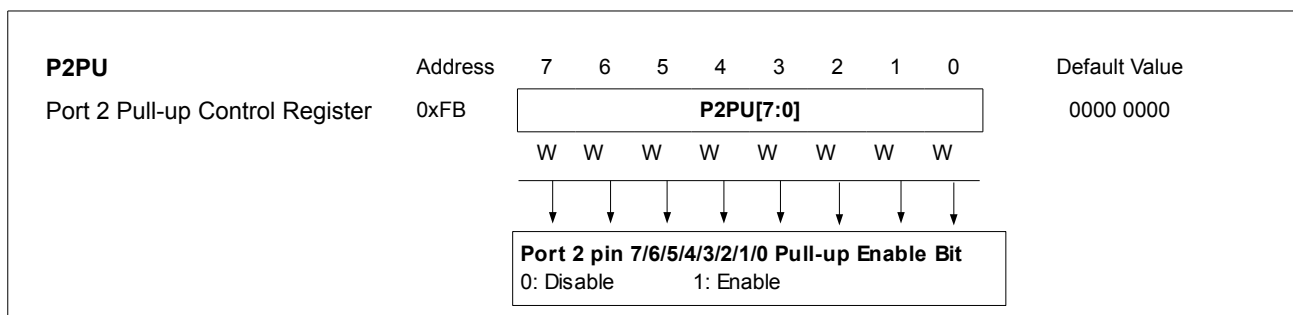 P2PU Address 7 6 5 4 3 2 1 0 Default Value
Port 2 Pull-up Control Register 0xFB P2PU[7:0] 0000 0000
W W W W W W W W
Port 2 pin 7/6/5/4/3/2/1/0 Pull-up Enable Bit
0: Disable 1: Enable